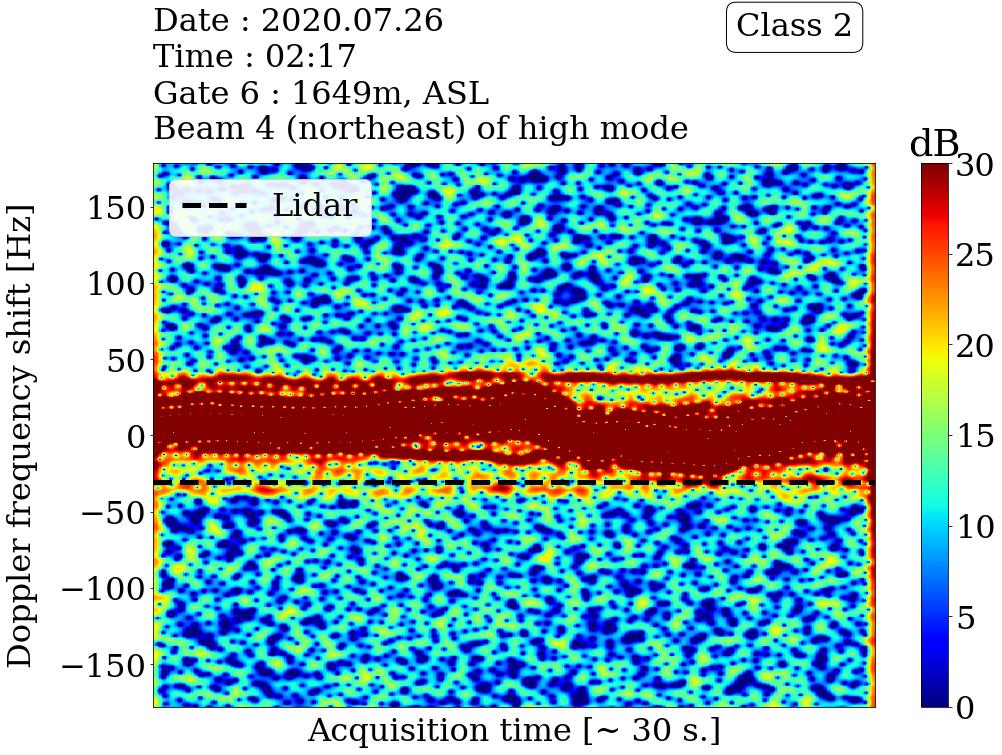 Date : 2020.07.26
Time : 02:17
Gate 6 : 1649m, ASL
Beam 4 (northeast) of high mode
Class 2
dB
Lidar
Doppler frequency shift [Hz]
150
100
50
0
−50
−100
−150
30
25
20
15
10
5
0
Acquisition time [~ 30 s.]